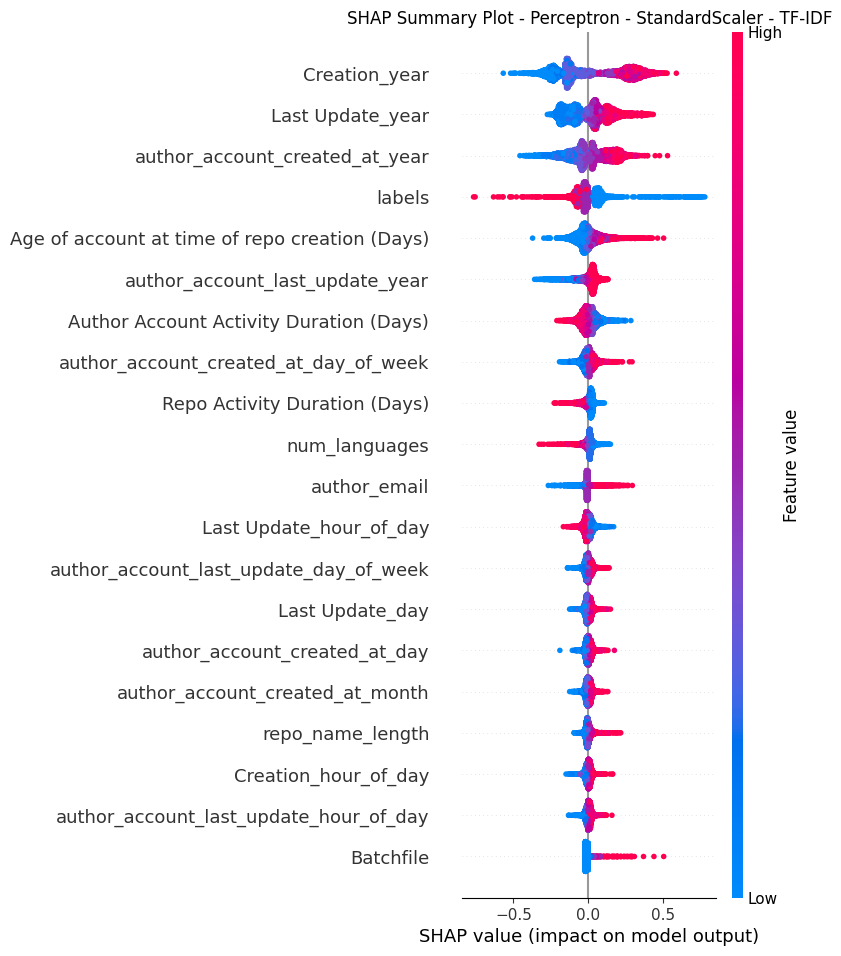 SHAP Summary Plot - Perceptron - StandardScaler - TF-IDF
High
Creation_year
Last Update_year
author_account_created_at_year
labels
Age of account at time of repo creation (Days)
author_account_last_update_year
Author Account Activity Duration (Days)
author_account_created_at_day_of_week
Repo Activity Duration (Days)
num_languages
author_email
Last Update_hour_of_day
author_account_last_update_day_of_week
Last Update_day
author_account_created_at_day
author_account_created_at_month
repo_name_length
Creation_hour_of_day
author_account_last_update_hour_of_day
Batchfile
Feature value
Low
−0.5 0.0 0.5
SHAP value (impact on model output)